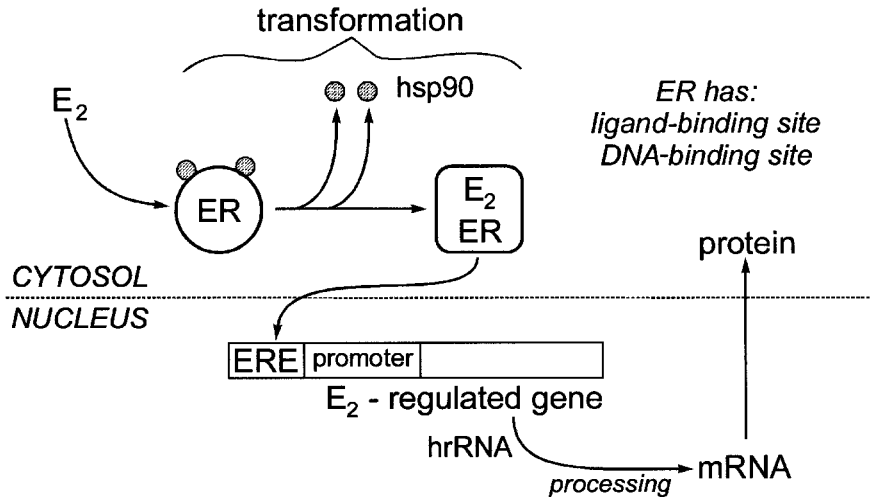 transformation
hsp90
E2
ER has:
ligand-binding site
DNA-binding site
ER
E2
ER
protein
CYTOSOL
NUCLEUS
ERE promoter
E2 - regulated gene
hrRNA
processing
mRNA